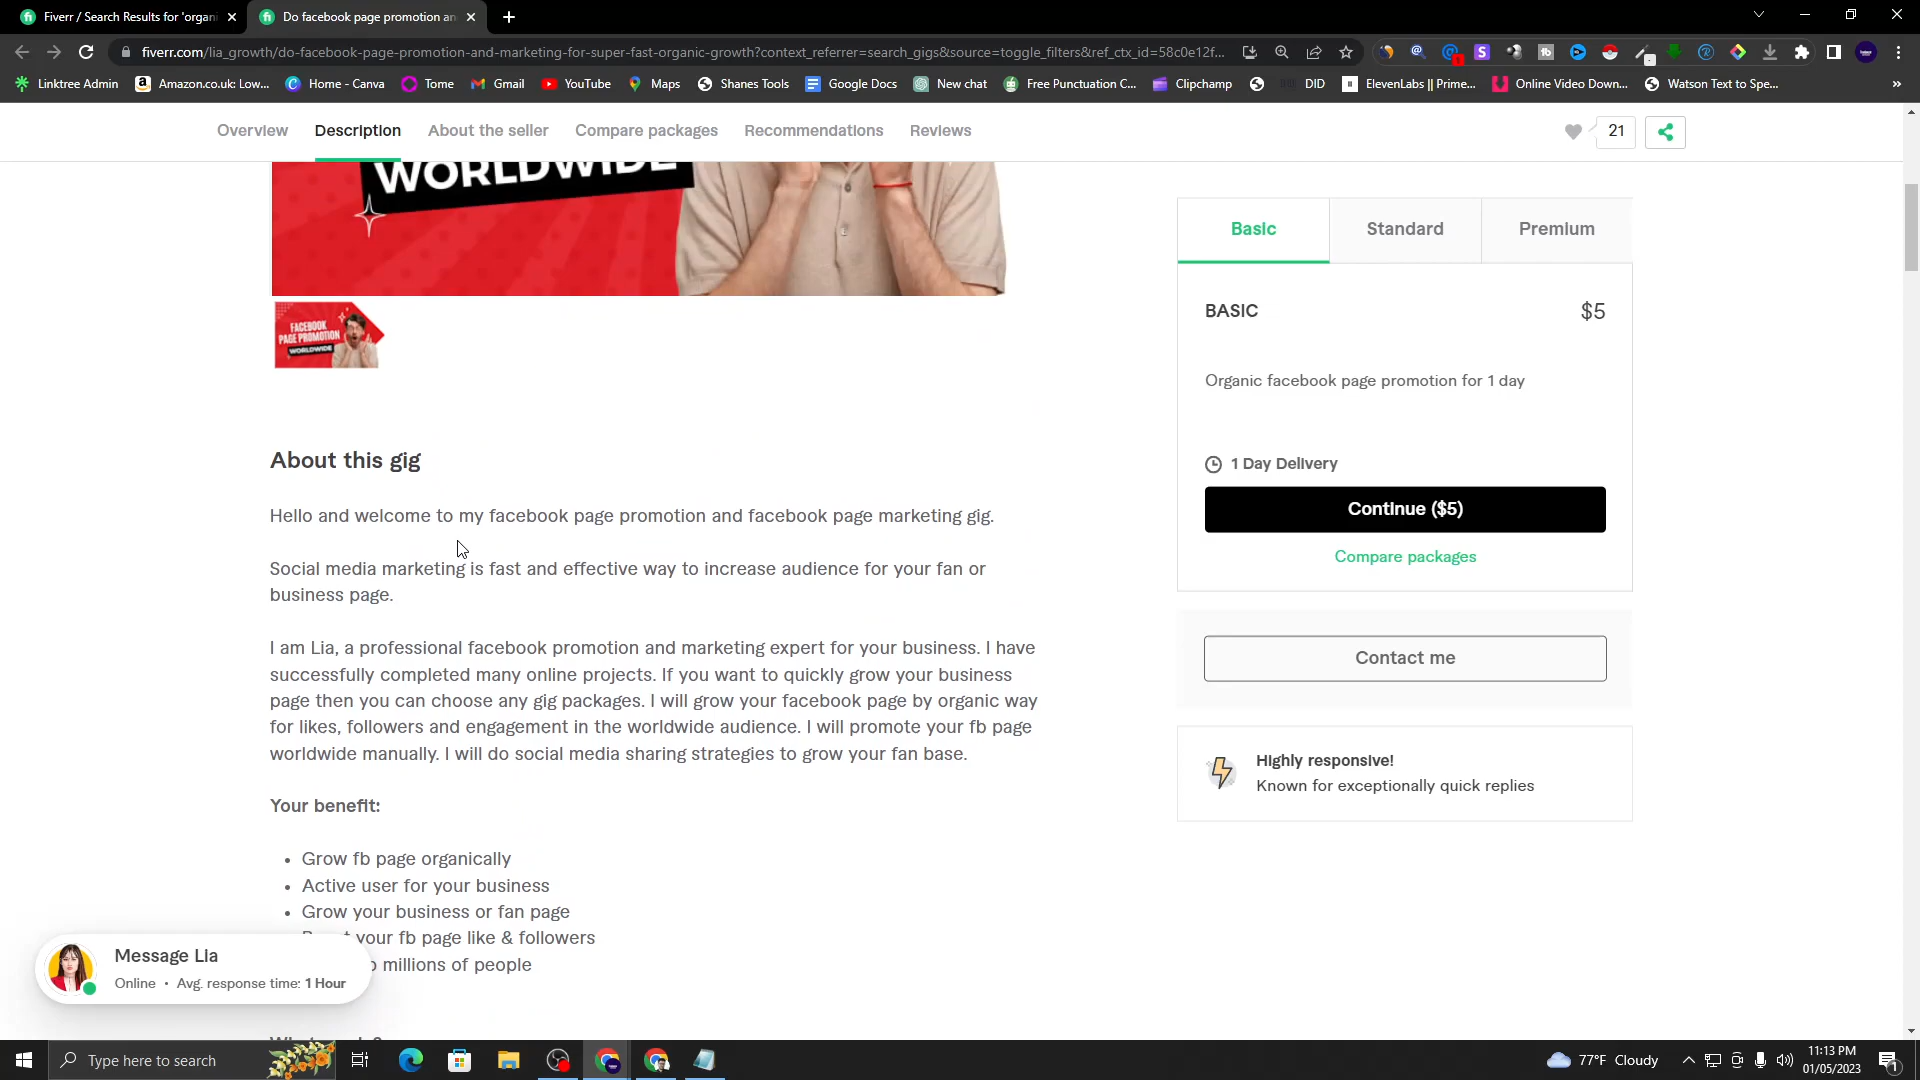 Fiverr / Search Results for 'organi
Do facebook page promotion an
fiverr.com/lia_growth/do-facebook-page-promotion-and-marketing-for-super-fast-organic-growth?context_referrer=search_gigs&source=toggle_filters&ref_ctx_id=58c0e12f...
Linktree Admin
Amazon.co.uk: Low...
Home - Canva
Tome
Gmail
YouTube
Maps
Shanes Tools
Google Docs
New chat
Free Punctuation C...
Clipchamp
DID
ElevenLabs || Prime...
Online Video Down...
Watson Text to Spe...
»
Overview
Description
About the seller
Compare packages
Recommendations
Reviews
21
WORLDWIDE
FACEBOOK
PAGE PROMOTION
WORLDWIDE
Basic
Standard
Premium
BASIC
$5
Organic facebook page promotion for 1 day
1 Day Delivery
Continue ($5)
Compare packages
Contact me
Highly responsive!
Known for exceptionally quick replies
About this gig
Hello and welcome to my facebook page promotion and facebook page marketing gig.
Social media marketing is fast and effective way to increase audience for your fan or
business page.
I am Lia, a professional facebook promotion and marketing expert for your business. I have
successfully completed many online projects. If you want to quickly grow your business
page then you can choose any gig packages. I will grow your facebook page by organic way
for likes, followers and engagement in the worldwide audience. I will promote your fb page
worldwide manually. I will do social media sharing strategies to grow your fan base.
Your benefit:
• Grow fb page organically
• Active user for your business
• Grow your business or fan page
your fb page like & followers
millions of people
Message Lia
Online • Avg. response time: 1 Hour
Type here to search
77°F Cloudy
11:13 PM
01/05/2023
1